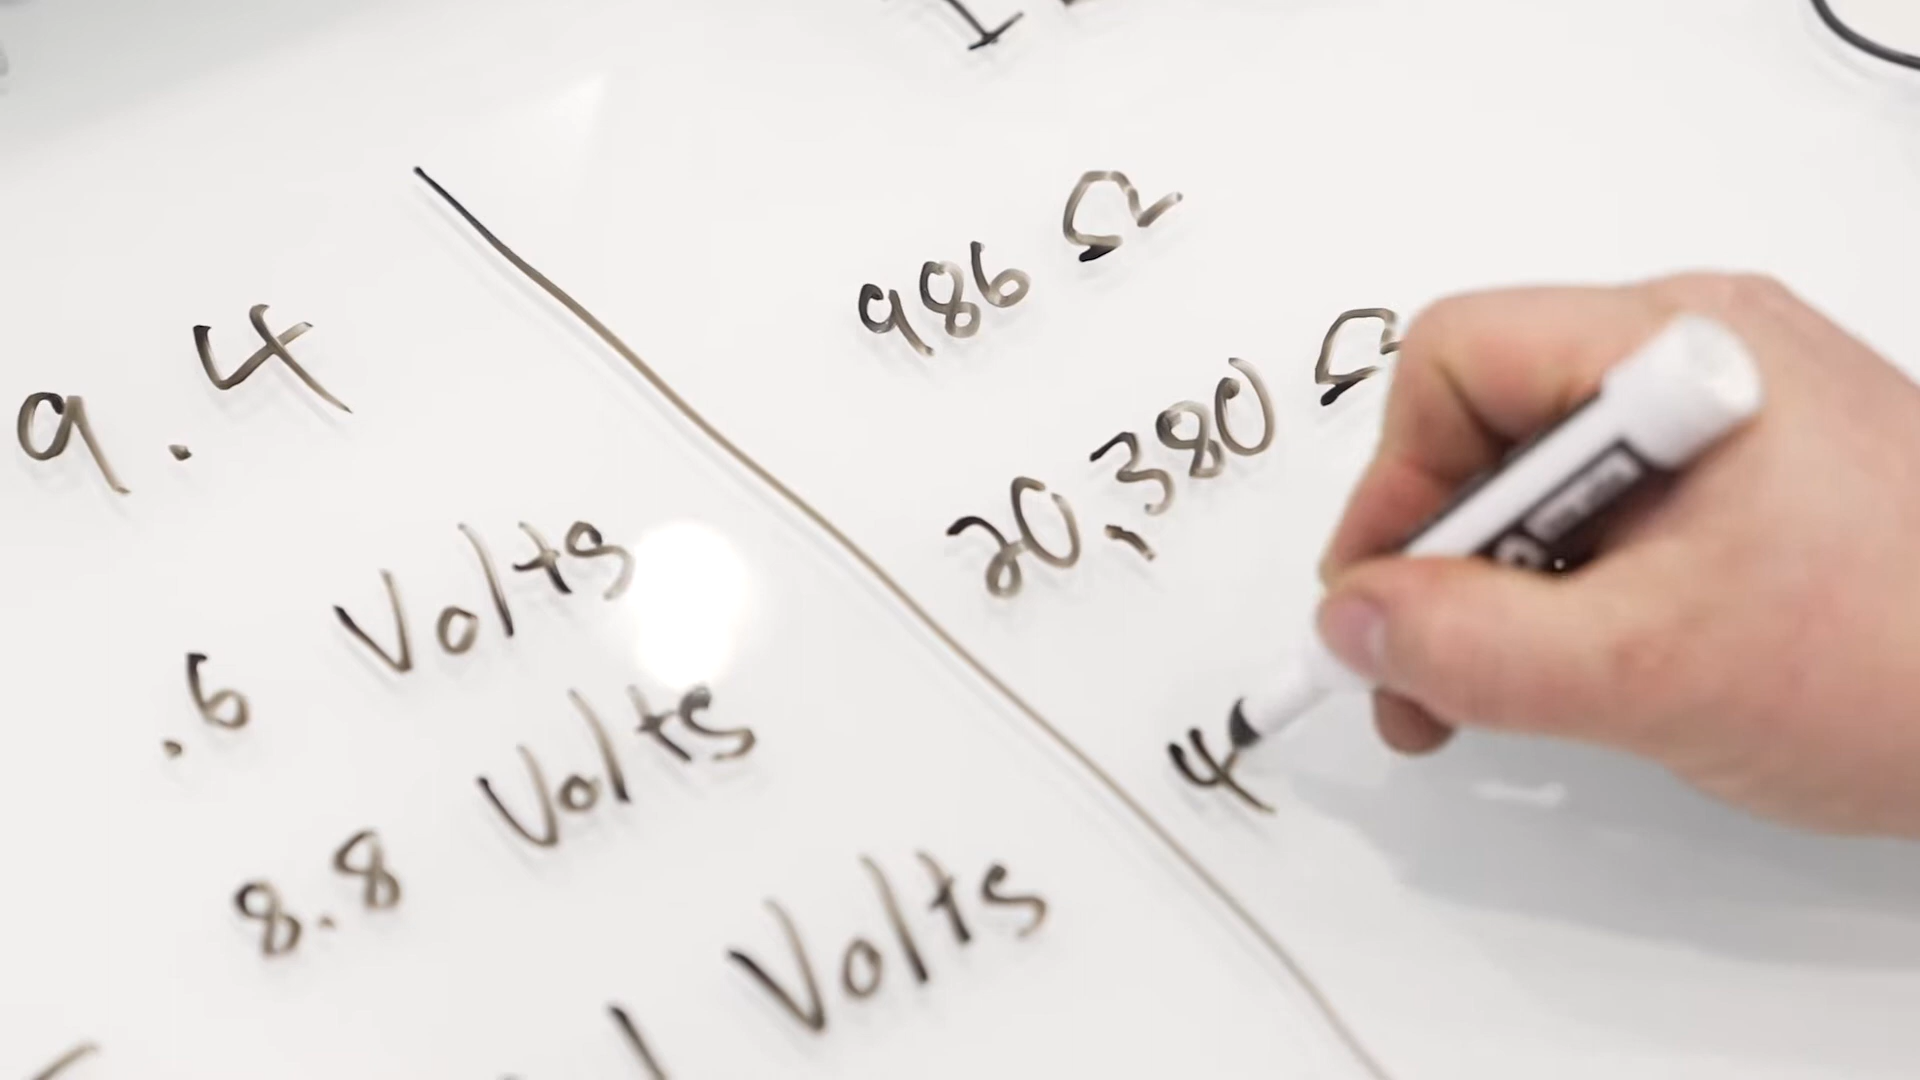 9.4
.6 Volts
8.8 Volts
Volts
986 Ω
20,380 Ω
4